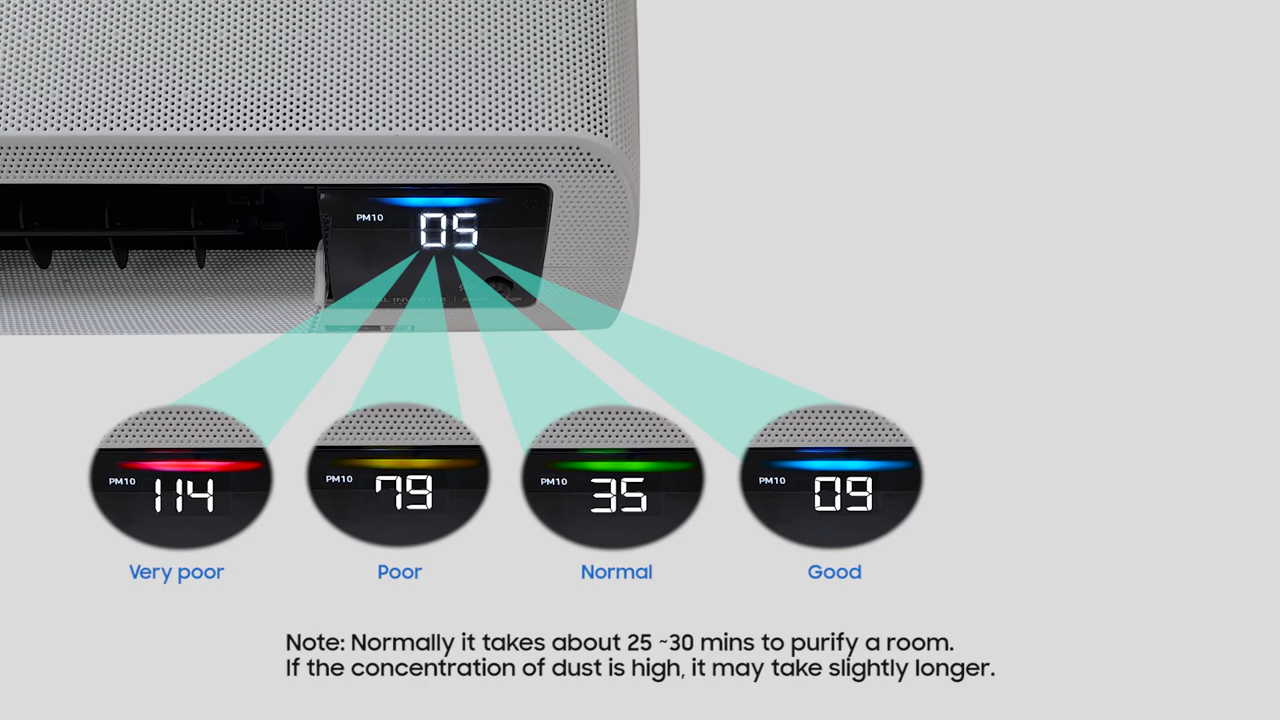 PM10
05
DIGITAL INVERTER
PM10
114
PM10
79
PM10
35
PM10
09
Very poor
Poor
Normal
Good
Note: Normally it takes about 25 ~30 mins to purify a room.
If the concentration of dust is high, it may take slightly longer.